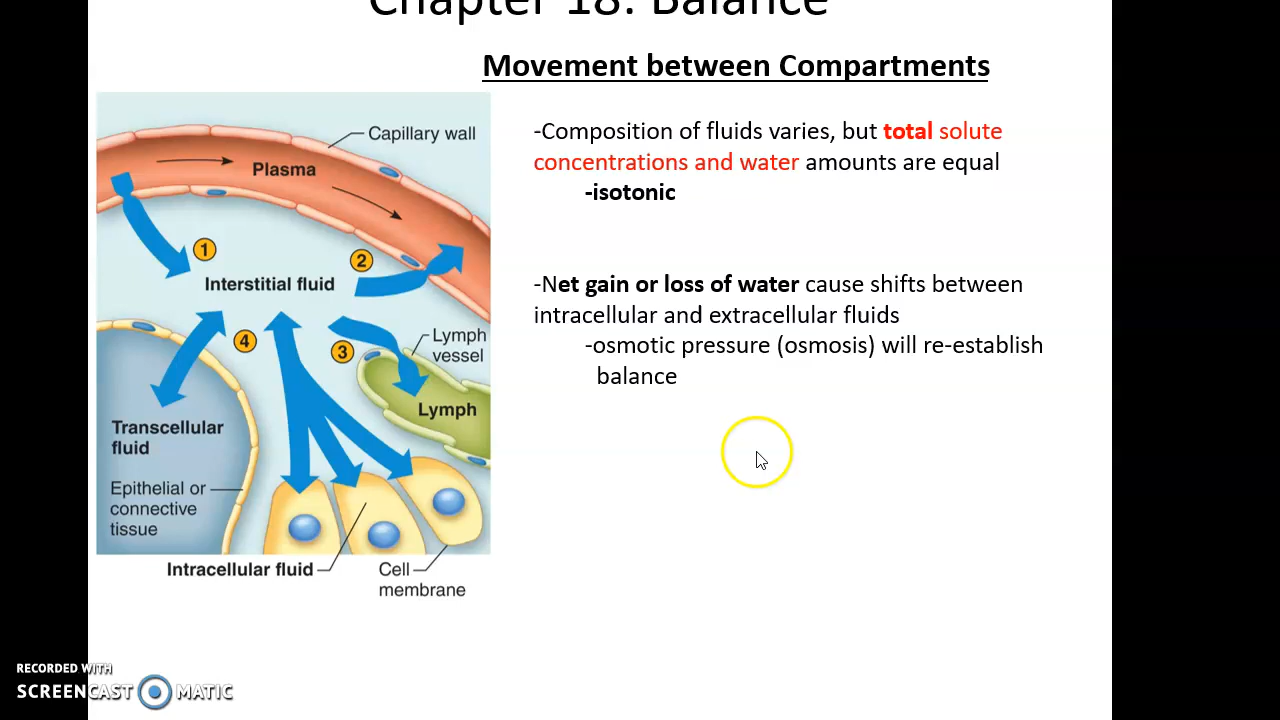 Chapter 18: Balance
Movement between Compartments
Capillary wall
Plasma
1
2
Interstitial fluid
4
3
Lymph
vessel
Lymph
Transcellular
fluid
Epithelial or
connective
tissue
Intracellular fluid
Cell
membrane
-Composition of fluids varies, but total solute
concentrations and water amounts are equal
-isotonic
-Net gain or loss of water cause shifts between
intracellular and extracellular fluids
-osmotic pressure (osmosis) will re-establish
balance
RECORDED WITH
SCREENCAST MATIC